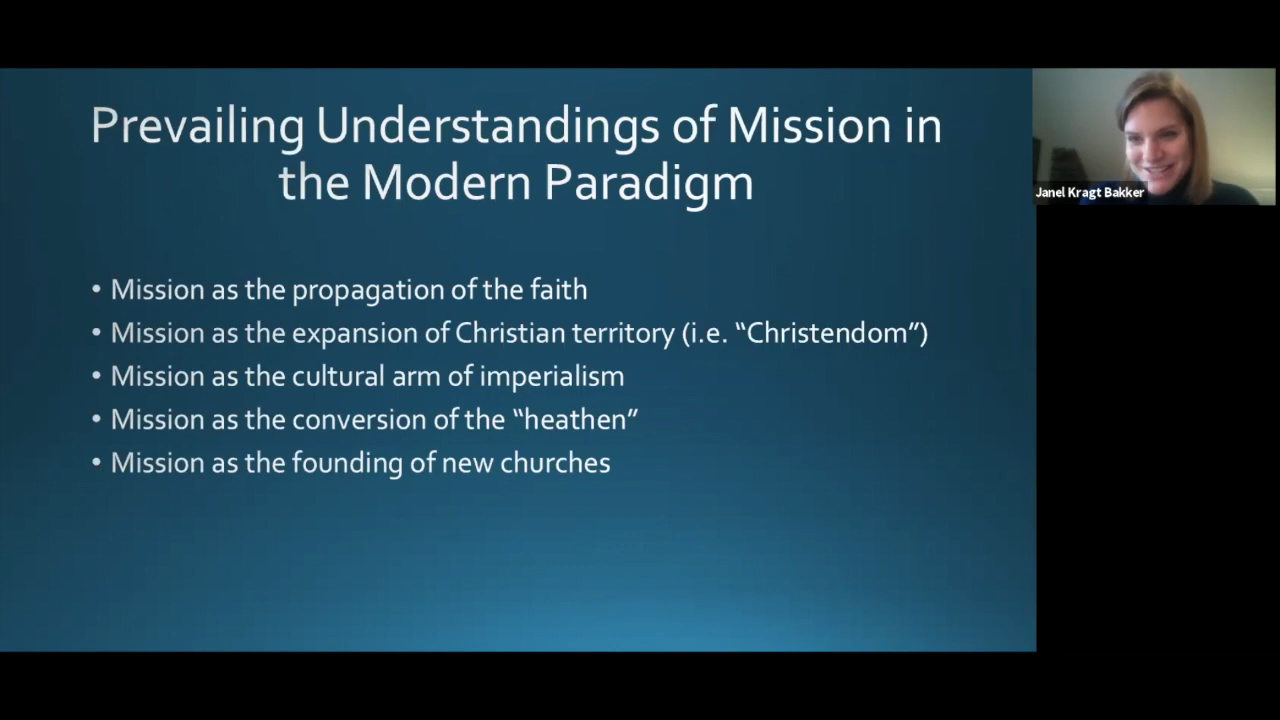 Prevailing Understandings of Mission in
the Modern Paradigm
• Mission as the propagation of the faith
• Mission as the expansion of Christian territory (i.e. “Christendom”)
• Mission as the cultural arm of imperialism
• Mission as the conversion of the “heathen”
• Mission as the founding of new churches
Janel Kragt Bakker